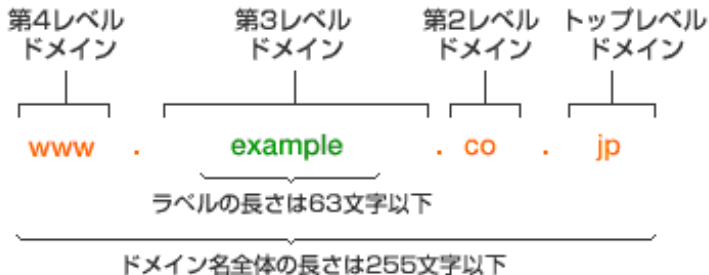 第4レベル
ドメイン
第3レベル
ドメイン
第2レベル
ドメイン
トップレベル
ドメイン
www . example . co . jp
ラベルの長さは63文字以下
ドメイン名全体の長さは255文字以下